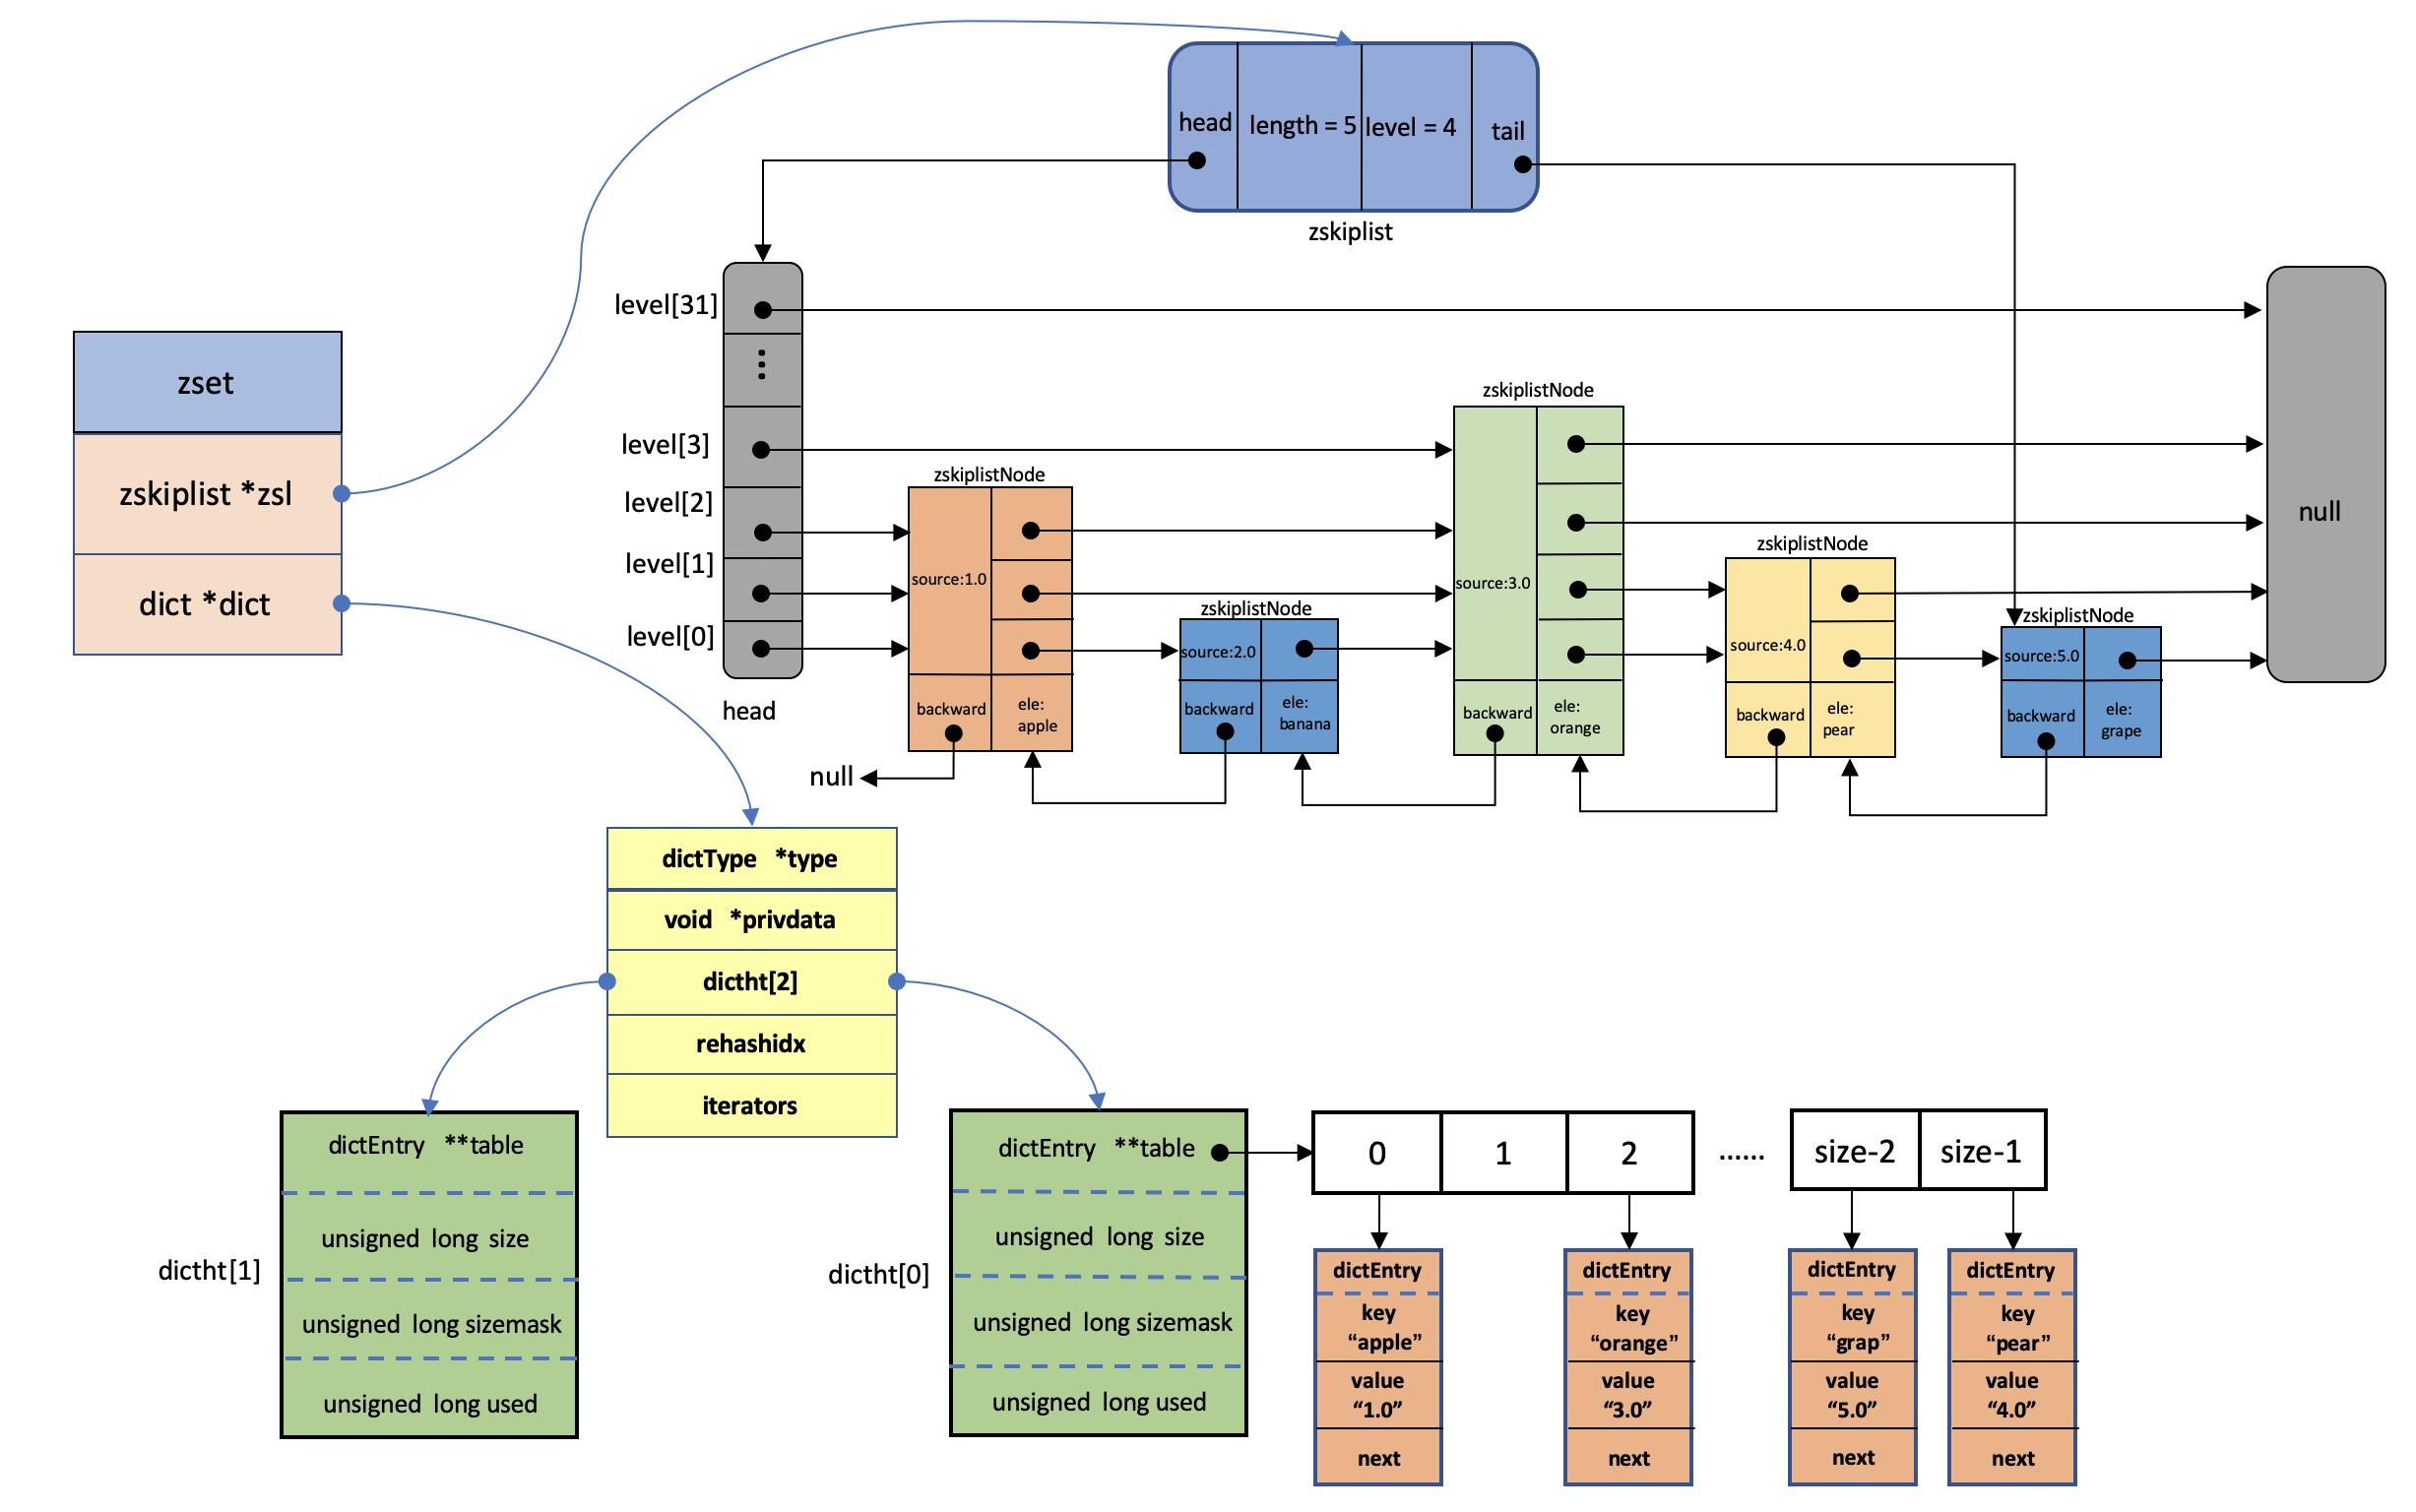 head
length = 5
level = 4
tail
zskiplist
zset
zskiplist *zsl
dict *dict
level[31]
level[3]
level[2]
level[1]
level[0]
head
zskiplistNode
source:1.0
backward
ele:
apple
null
zskiplistNode
source:2.0
backward
ele:
banana
zskiplistNode
source:3.0
backward
ele:
orange
zskiplistNode
source:4.0
backward
ele:
pear
zskiplistNode
source:5.0
backward
ele:
grape
null
dictType *type
void *privdata
dictht[2]
rehashidx
iterators
dictht[1]
dictEntry **table
unsigned long size
unsigned long sizemask
unsigned long used
dictht[0]
dictEntry **table
unsigned long size
unsigned long sizemask
unsigned long used
0 1 2 ...... size-2 size-1
dictEntry
key
“apple”
value
“1.0”
next
dictEntry
key
“orange”
value
“3.0”
next
dictEntry
key
“grap”
value
“5.0”
next
dictEntry
key
“pear”
value
“4.0”
next